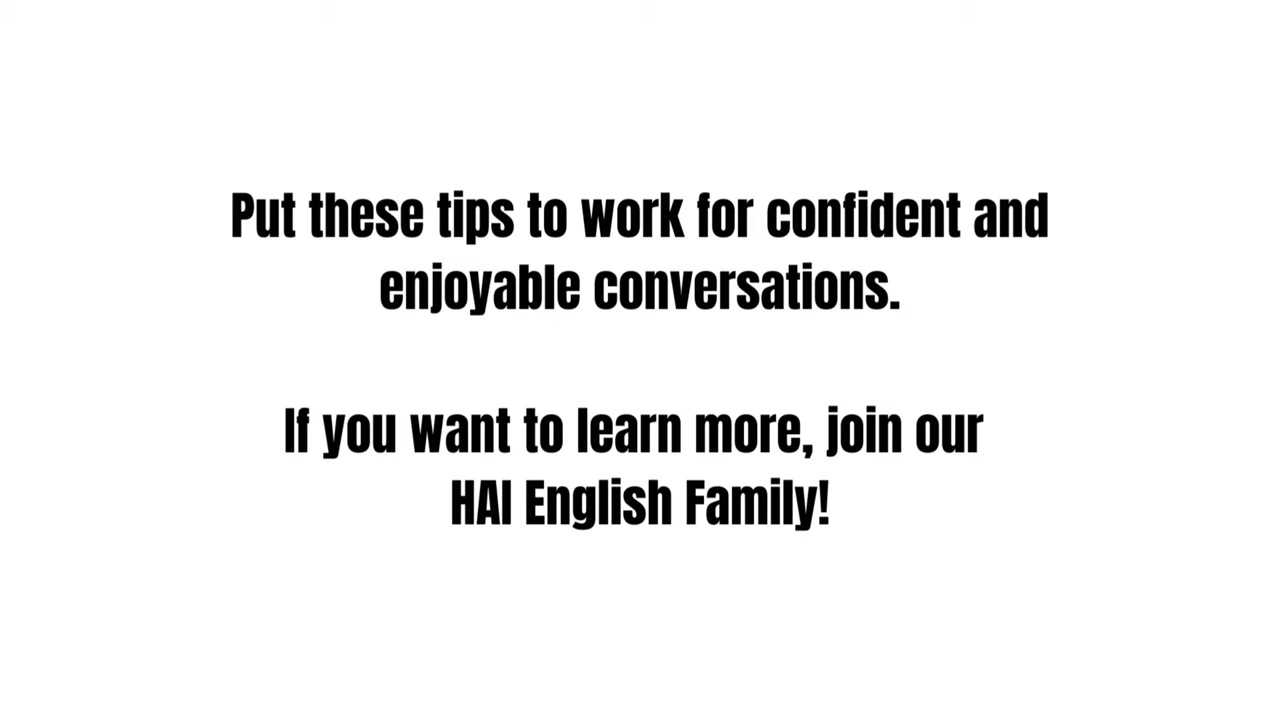 Put these tips to work for confident and
enjoyable conversations.
If you want to learn more, join our
HAI English Family!